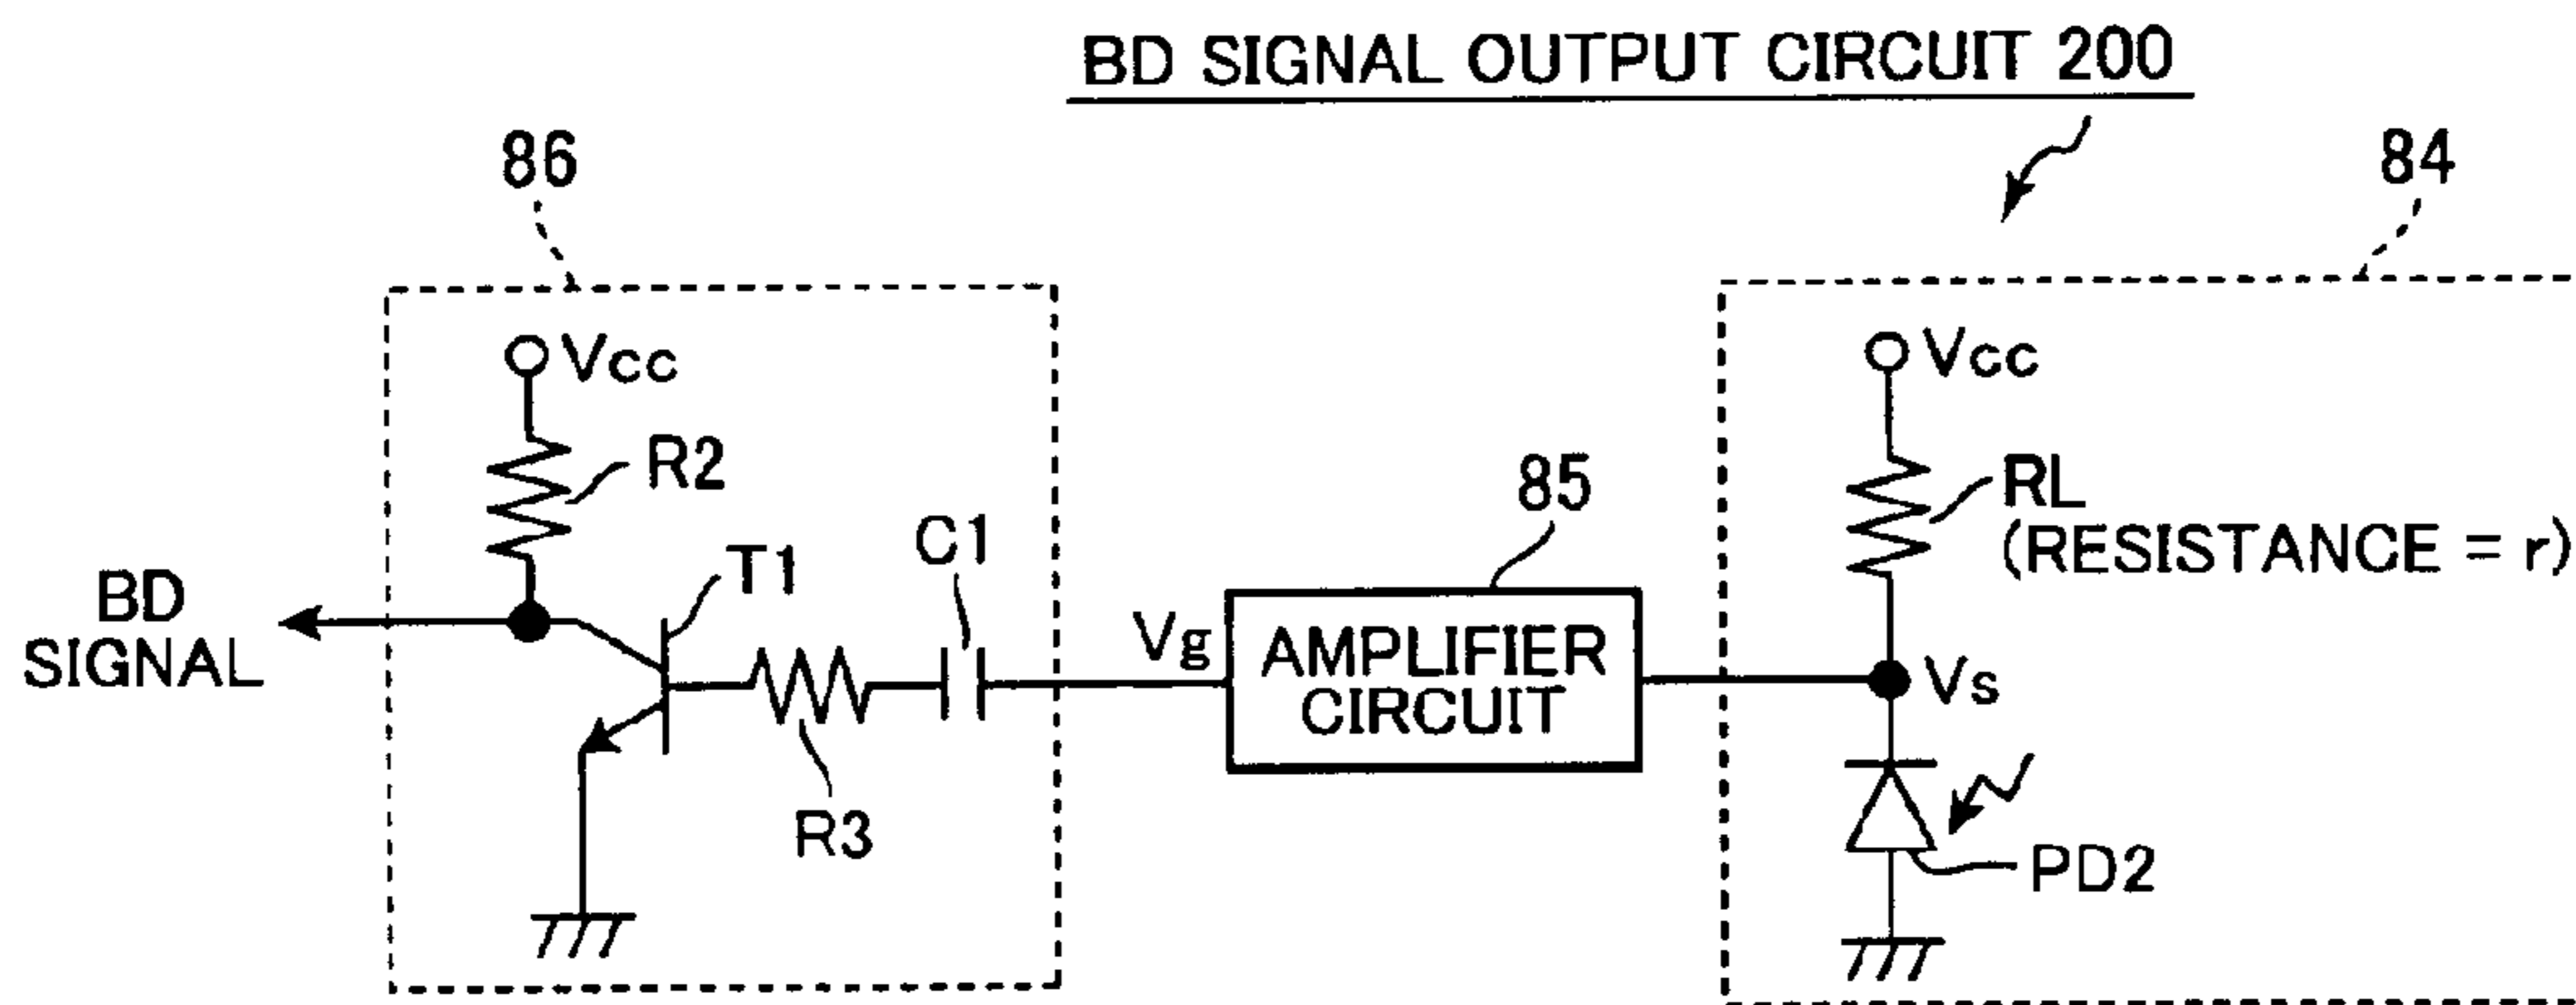 BD SIGNAL OUTPUT CIRCUIT 200
86
84
Vcc
Vcc
R2
RL
(RESISTANCE = r)
85
T1
C1
BD
SIGNAL
Vg
AMPLIFIER
CIRCUIT
Vs
R3
PD2